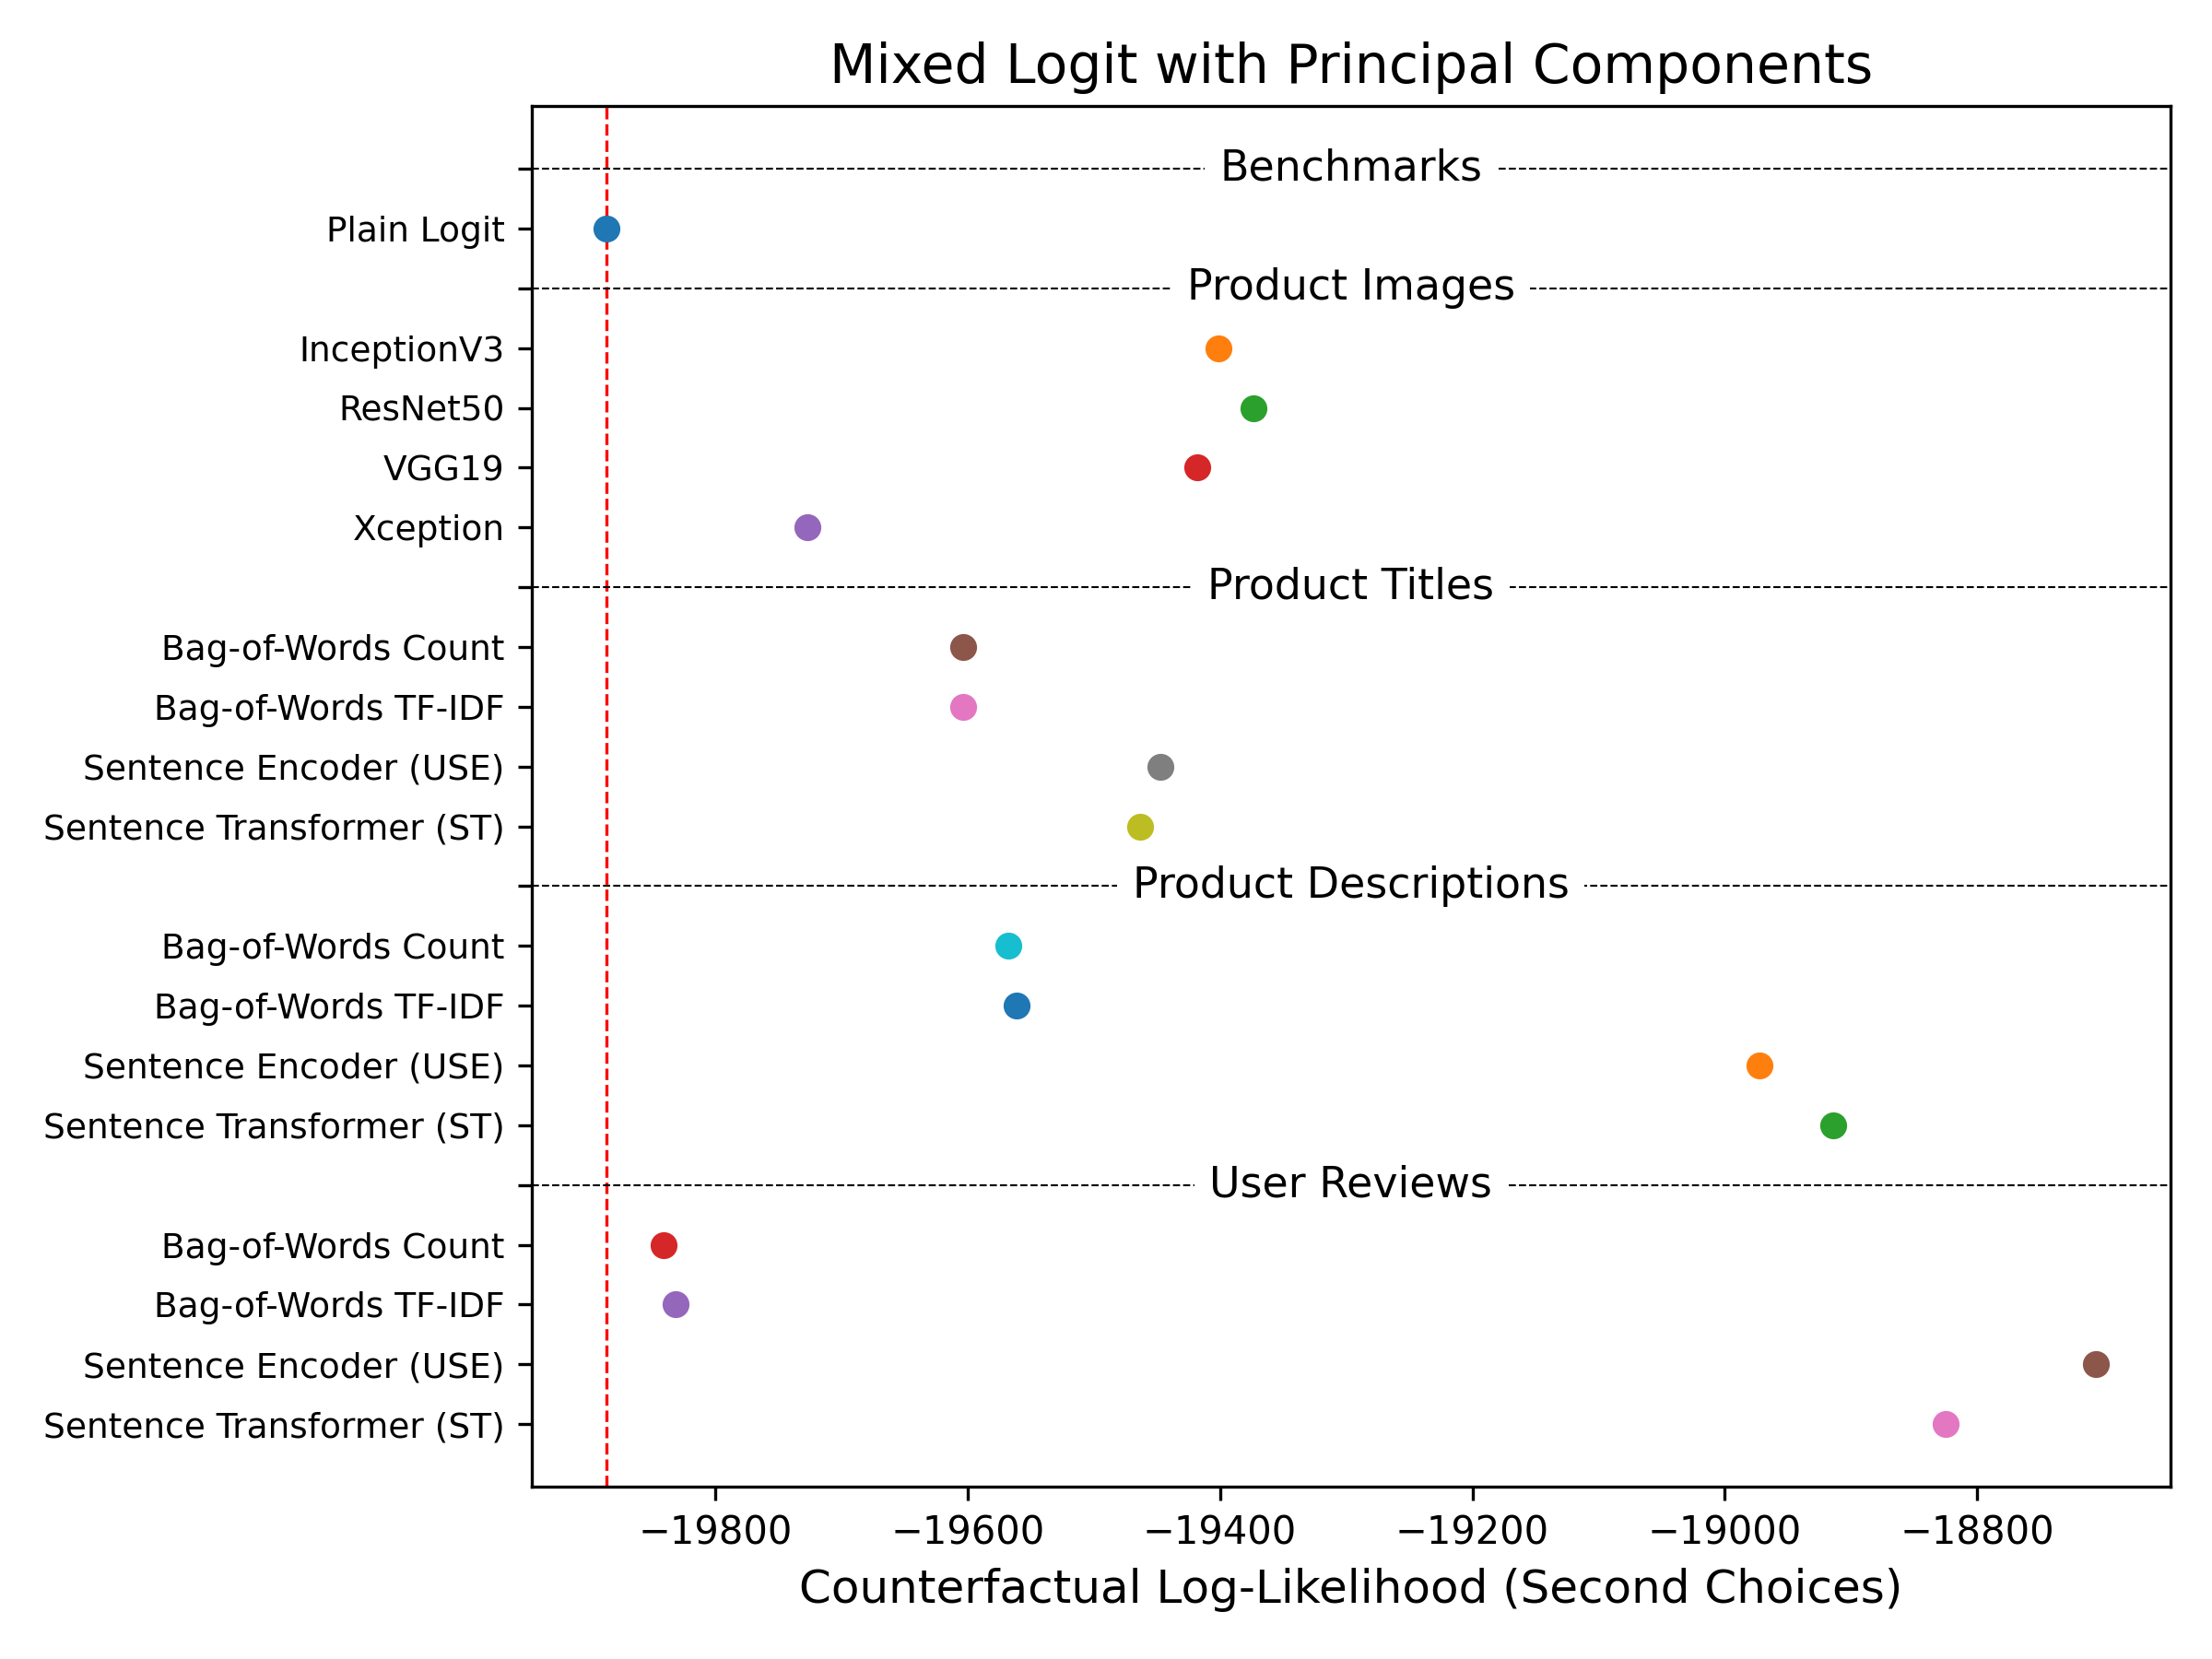 Mixed Logit with Principal Components
Benchmarks
Plain Logit
Product Images
InceptionV3
ResNet50
VGG19
Xception
Product Titles
Bag-of-Words Count
Bag-of-Words TF-IDF
Sentence Encoder (USE)
Sentence Transformer (ST)
Product Descriptions
Bag-of-Words Count
Bag-of-Words TF-IDF
Sentence Encoder (USE)
Sentence Transformer (ST)
User Reviews
Bag-of-Words Count
Bag-of-Words TF-IDF
Sentence Encoder (USE)
Sentence Transformer (ST)
−19800 −19600 −19400 −19200 −19000 −18800
Counterfactual Log-Likelihood (Second Choices)